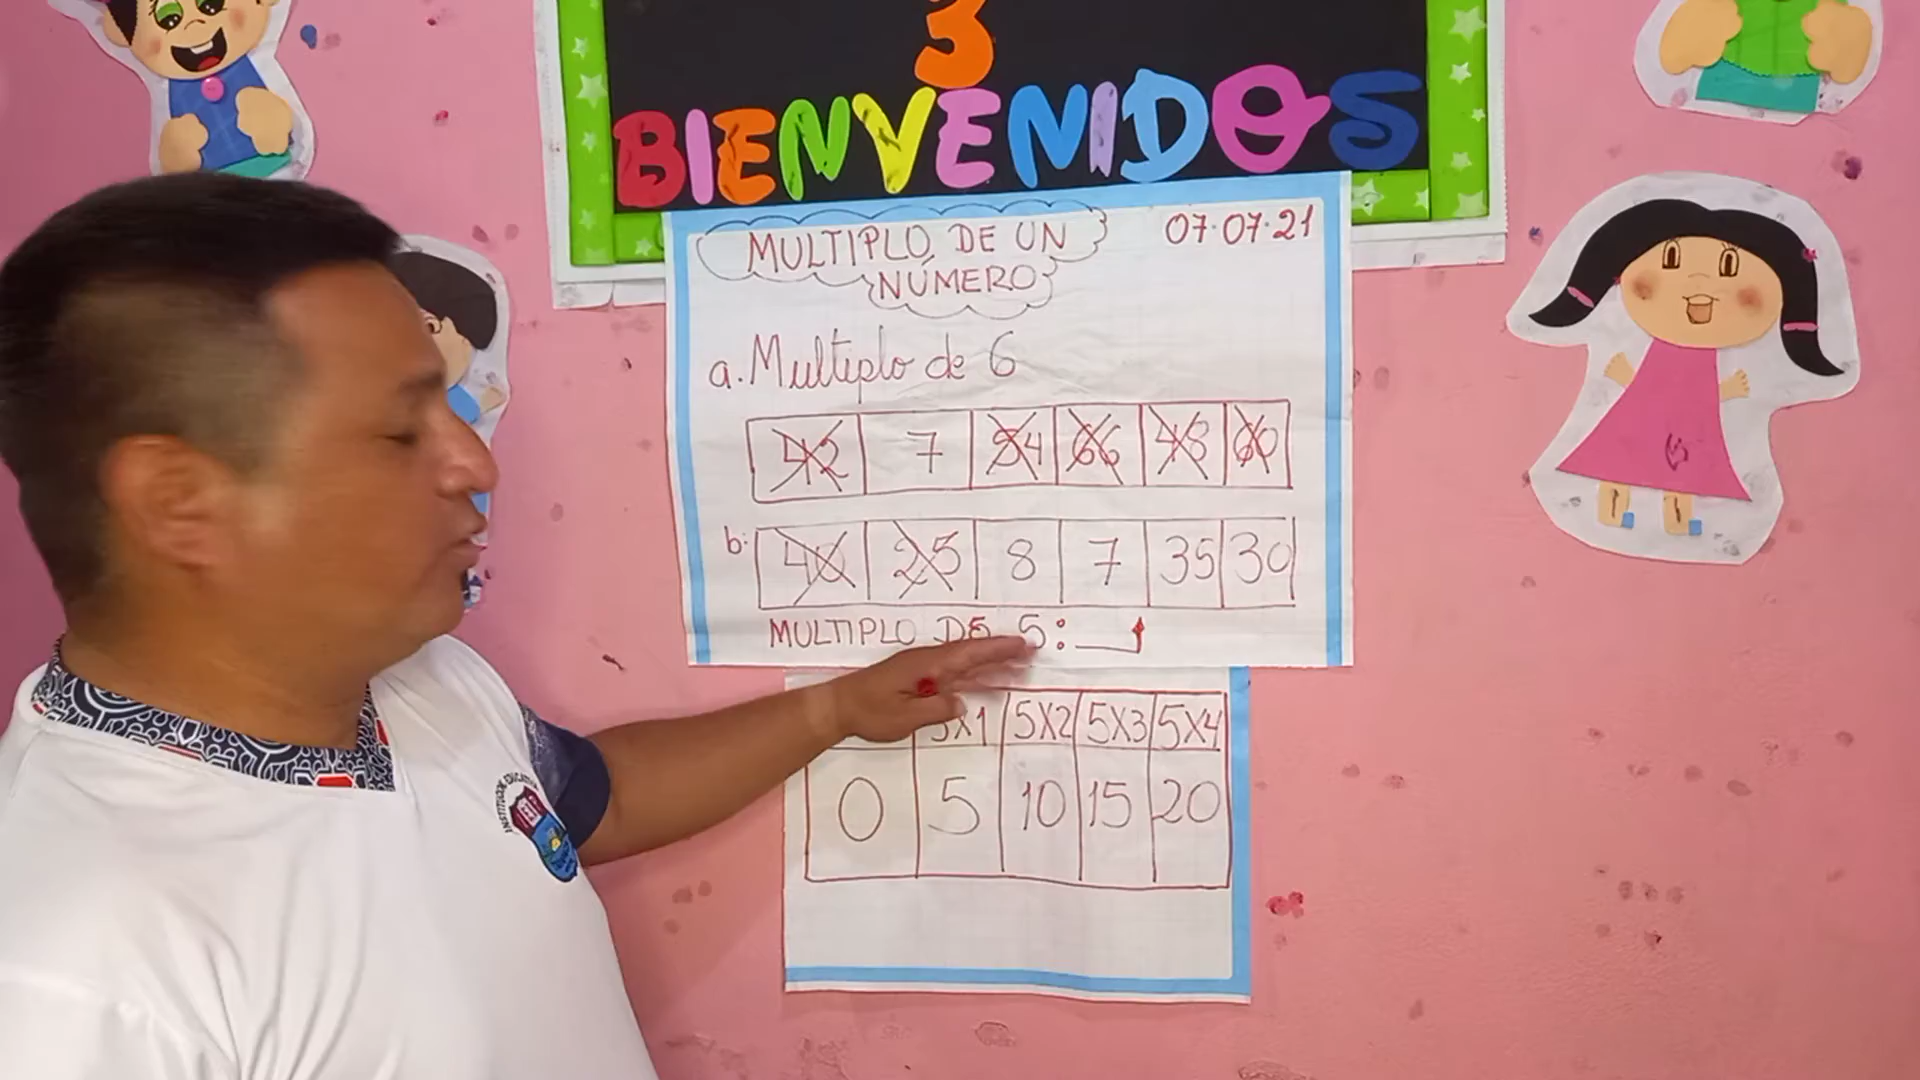 3
BIENVENIDOS
MULTIPLO DE UN
NÚMERO
07.07.21
a. Multiplo de 6
42 7 54 66 48 60
b: 40 25 8 7 35 30
MULTIPLO DE 5:
5X1 5X2 5X3 5X4
0 5 10 15 20